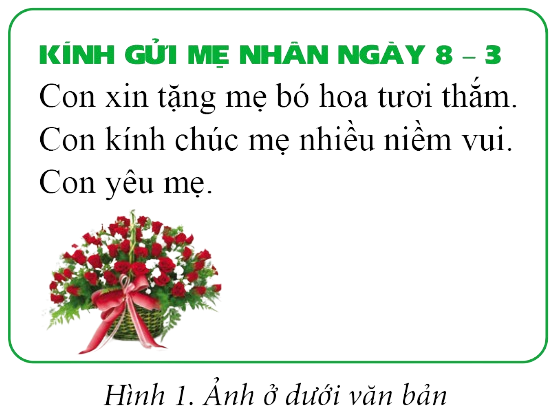 KÍNH GỬI MẸ NHÂN NGÀY 8 – 3
Con xin tặng mẹ bó hoa tươi thắm.
Con kính chúc mẹ nhiều niềm vui.
Con yêu mẹ.
Hình 1. Ảnh ở dưới văn bản